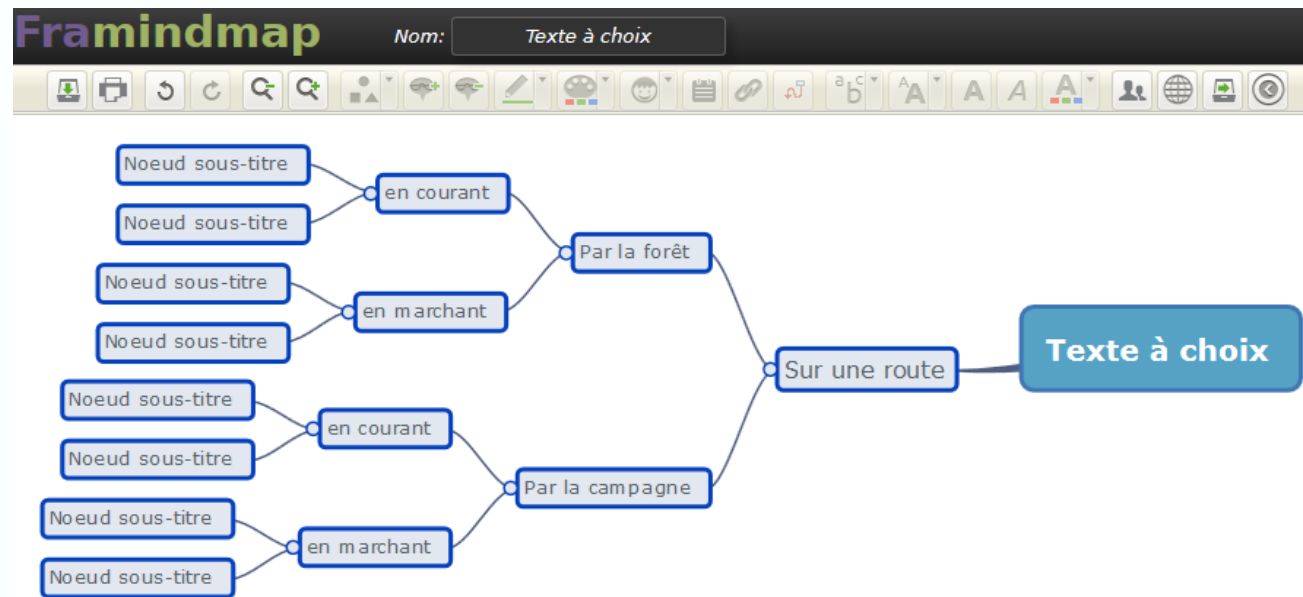 Framindmap
Nom: Texte à choix
Noeud sous-titre
en courant
Noeud sous-titre
Par la forêt
Noeud sous-titre
en marchant
Noeud sous-titre
Texte à choix
Sur une route
Noeud sous-titre
en courant
Noeud sous-titre
Par la campagne
Noeud sous-titre
en marchant
Noeud sous-titre